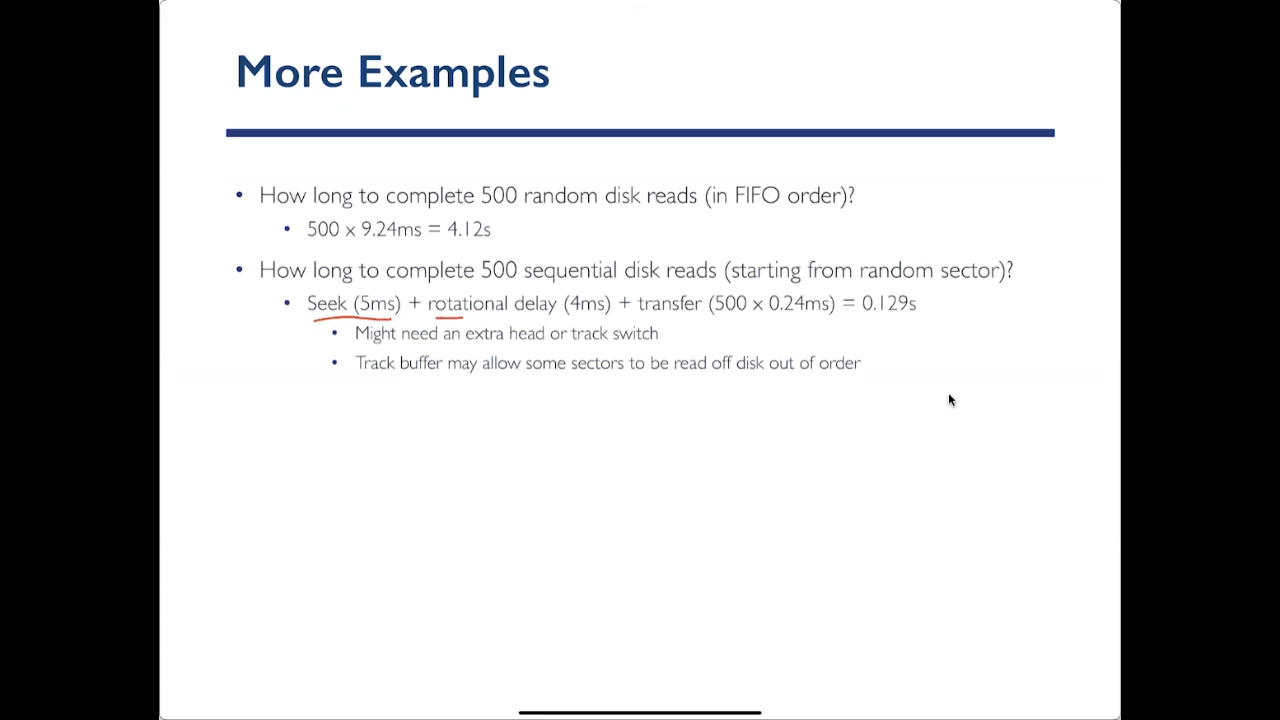 More Examples
• How long to complete 500 random disk reads (in FIFO order)?
• 500 x 9.24ms = 4.12s
• How long to complete 500 sequential disk reads (starting from random sector)?
• Seek (5ms) + rotational delay (4ms) + transfer (500 x 0.24ms) = 0.129s
• Might need an extra head or track switch
• Track buffer may allow some sectors to be read off disk out of order